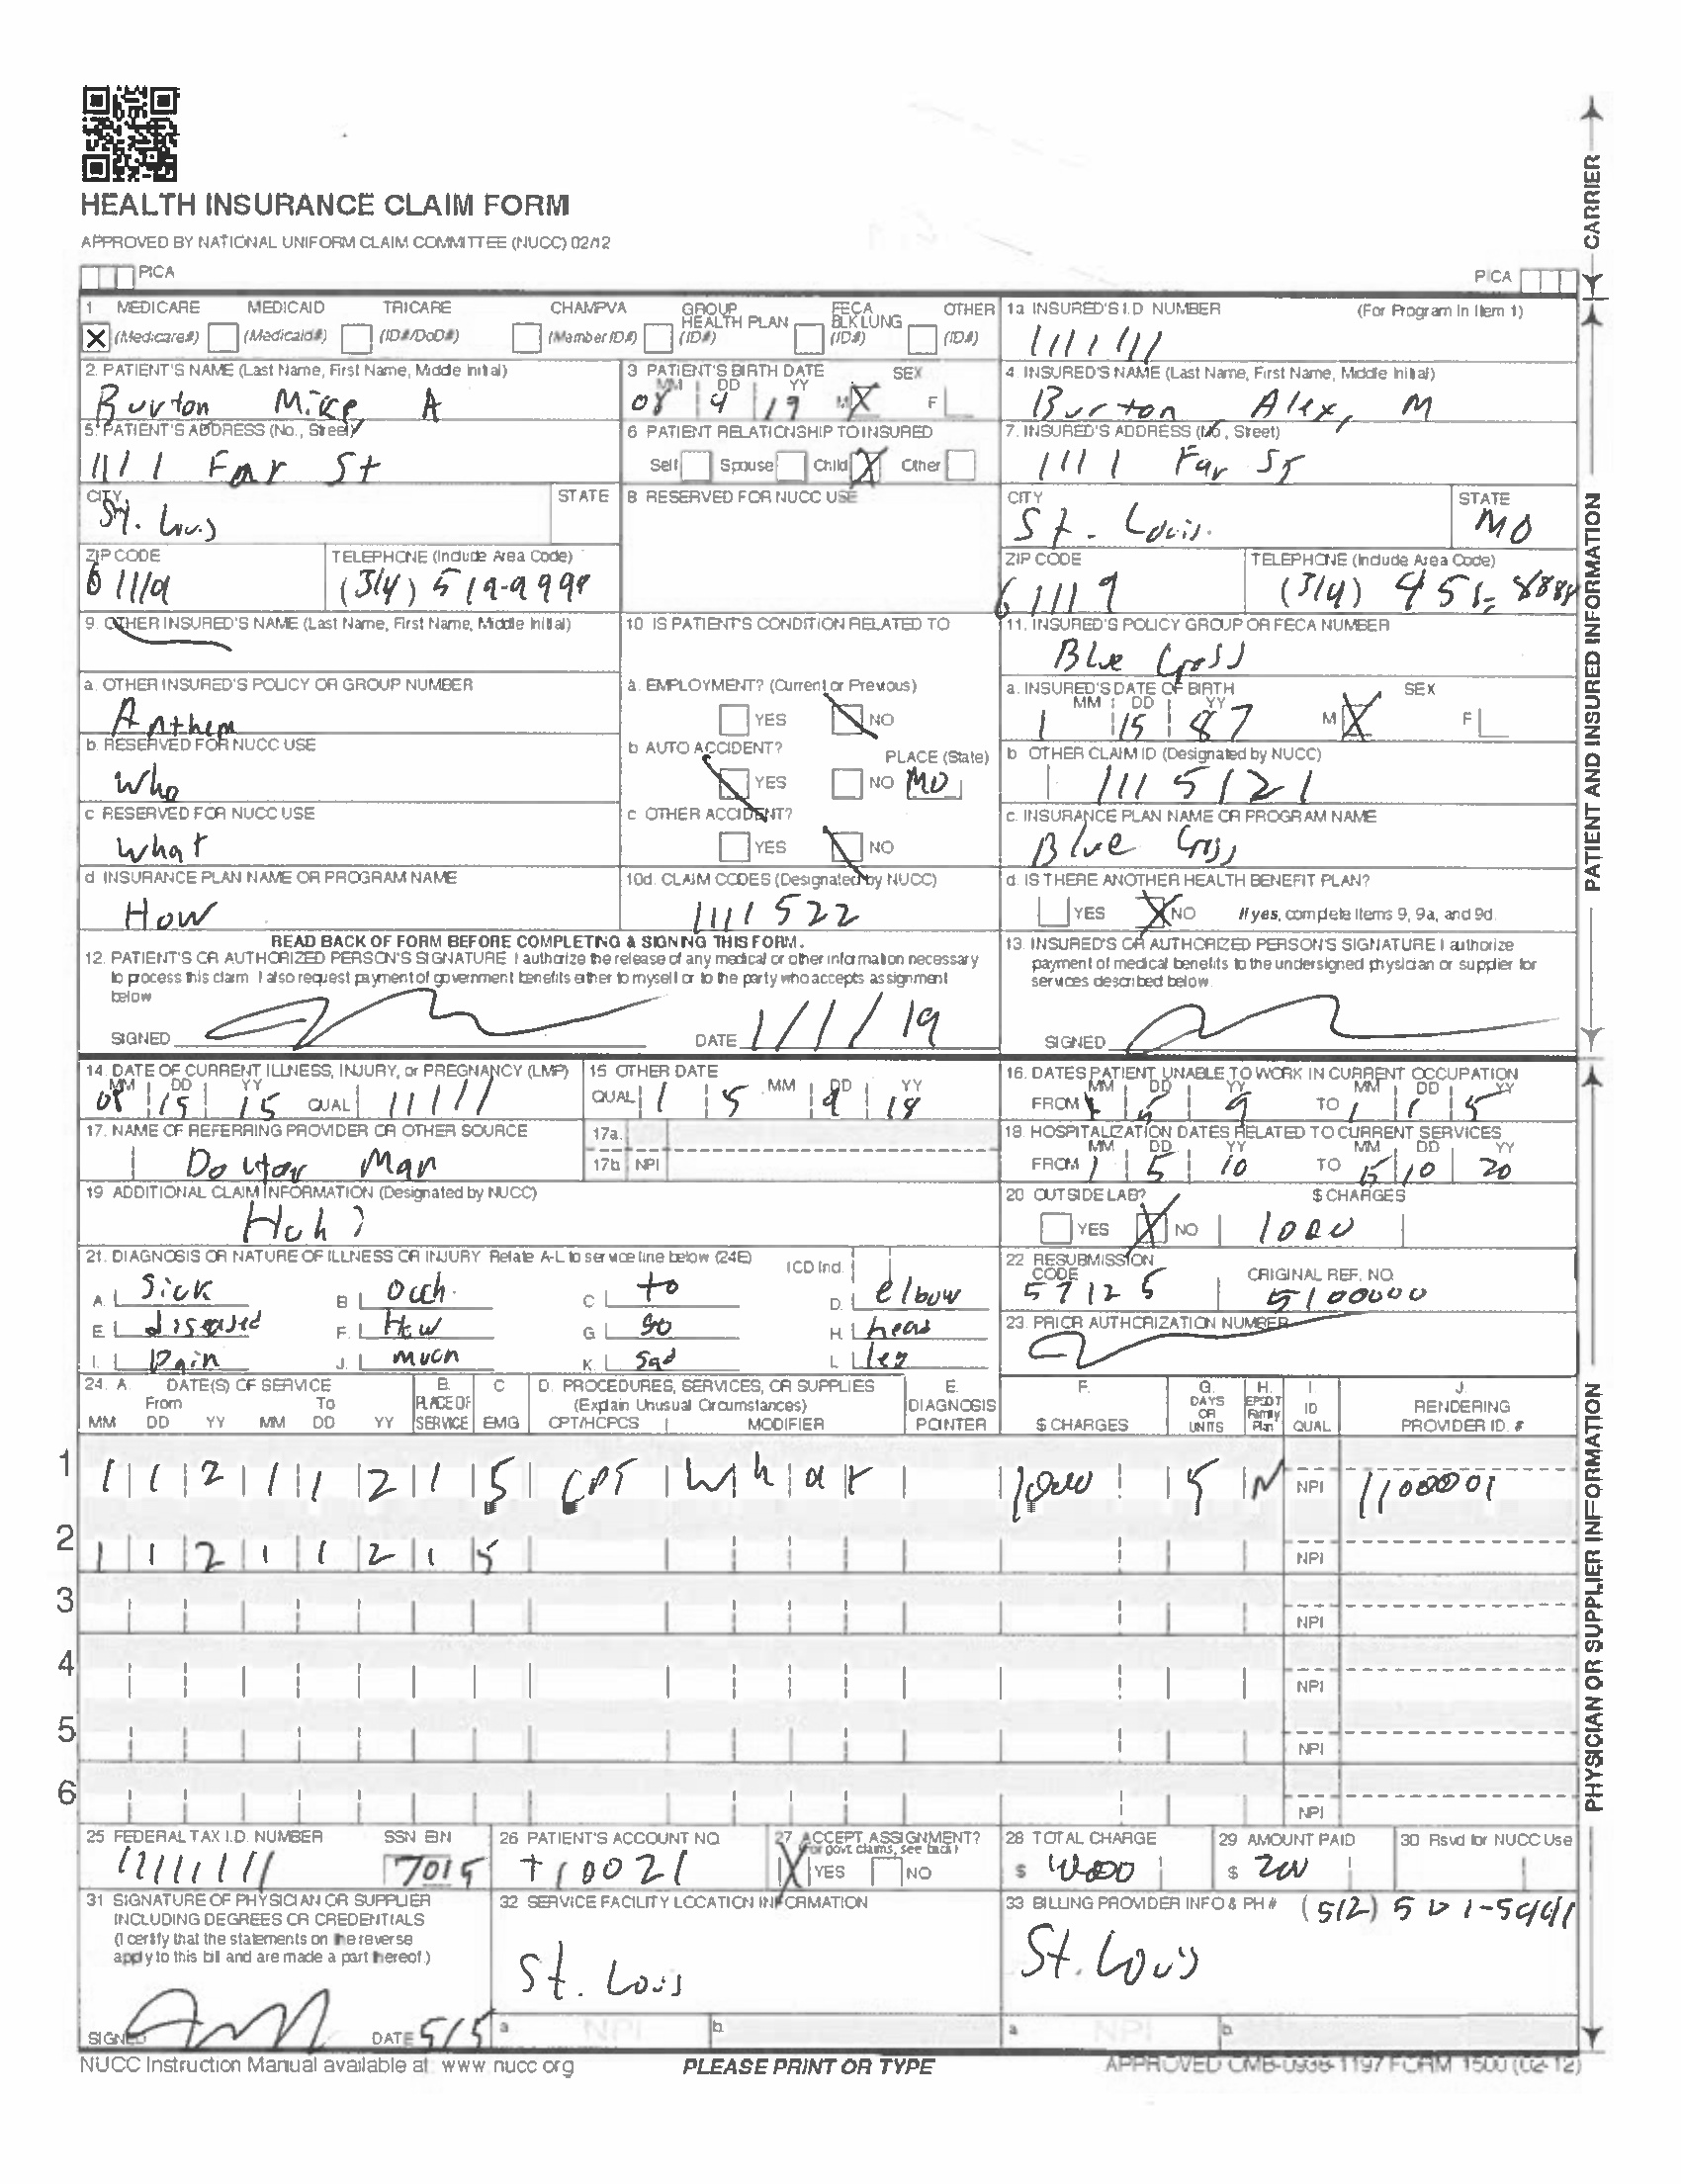 HEALTH INSURANCE CLAIM FORM
APPROVED BY NATIONAL UNIFORM CLAIM COMMITTEE (NUCC) 02/12
PICA
PICA
CARRIER
1 MEDICARE MEDICAID TRICARE CHAMPVA GROUP HEALTH PLAN FECA BLK LUNG OTHER
X (Medicare#) (Medicaid#) (ID#/DoD#) (Member ID#) (ID#) (ID#) (ID#)
1a INSURED'S I.D NUMBER (For Program In Item 1)
1111111
2. PATIENT'S NAME (Last Name, First Name, Middle Initial)
Burton Mike, A
3 PATIENT'S BIRTH DATE SEX
MM DD YY
08 9 19 M X F
4. INSURED'S NAME (Last Name, First Name, Middle Initial)
Burton, Alex, M
5. PATIENT'S ADDRESS (No., Street)
1111 Far St
6 PATIENT RELATIONSHIP TO INSURED
Self Spouse Child X Other
7. INSURED'S ADDRESS (No, Street)
1111 Far St
CITY STATE
St. Louis
8 RESERVED FOR NUCC USE
CITY STATE
St. Louis. MO
ZIP CODE TELEPHONE (Include Area Code)
61119 (314) 519-9999
ZIP CODE TELEPHONE (Include Area Code)
61119 (314) 451-8888
9. OTHER INSURED'S NAME (Last Name, First Name, Middle Initial)
10 IS PATIENT'S CONDITION RELATED TO
11. INSURED'S POLICY GROUP OR FECA NUMBER
Blue Cross
a. OTHER INSURED'S POLICY OR GROUP NUMBER
Anthem
a. EMPLOYMENT? (Current or Previous)
YES NO
a. INSURED'S DATE OF BIRTH SEX
MM DD YY
1 15 87 M X F
b. RESERVED FOR NUCC USE
Who
b AUTO ACCIDENT? PLACE (State)
YES NO MO
b OTHER CLAIM ID (Designated by NUCC)
1115121
c RESERVED FOR NUCC USE
What
c OTHER ACCIDENT?
YES NO
c. INSURANCE PLAN NAME OR PROGRAM NAME
Blue Cross
d INSURANCE PLAN NAME OR PROGRAM NAME
How
10d. CLAIM CODES (Designated by NUCC)
1111522
d. IS THERE ANOTHER HEALTH BENEFIT PLAN?
YES X NO If yes, complete items 9, 9a, and 9d.
READ BACK OF FORM BEFORE COMPLETING & SIGNING THIS FORM.
12. PATIENT'S OR AUTHORIZED PERSON'S SIGNATURE I authorize the release of any medical or other information necessary
to process this claim I also request payment of government benefits either to myself or to the party who accepts assignment
below
SIGNED DATE 1/1/19
13. INSURED'S OR AUTHORIZED PERSON'S SIGNATURE I authorize
payment of medical benefits to the undersigned physician or supplier for
services described below.
SIGNED
PATIENT AND INSURED INFORMATION
14. DATE OF CURRENT ILLNESS, INJURY, or PREGNANCY (LMP)
MM DD YY
08 15 15 QUAL 11111
15 OTHER DATE
QUAL 1 5 MM DD YY
9 18
16. DATES PATIENT UNABLE TO WORK IN CURRENT OCCUPATION
MM DD YY MM DD YY
FROM 9 TO 1 1 5
17. NAME OF REFERRING PROVIDER OR OTHER SOURCE
Doctor Man
17a.
17b NPI
18 HOSPITALIZATION DATES RELATED TO CURRENT SERVICES
MM DD YY MM DD YY
FROM 1 5 10 TO 15 10 20
19 ADDITIONAL CLAIM INFORMATION (Designated by NUCC)
Huh?
20 OUTSIDE LAB? $ CHARGES
YES X NO 1000
21. DIAGNOSIS OR NATURE OF ILLNESS OR INJURY Relate A-L to service line below (24E) ICD Ind.
A. Sick B Ouch. C to D. elbow
E diseased F. How G so H. head
I. Pain J. much K. sad L leg
22 RESUBMISSION CODE ORIGINAL REF. NO.
57125 5100000
23. PRIOR AUTHORIZATION NUMBER
24. A. DATE(S) OF SERVICE B. PLACE OF SERVICE C EMG D. PROCEDURES, SERVICES, OR SUPPLIES E. DIAGNOSIS POINTER F. $ CHARGES G. DAYS OR UNITS H. EPSDT Family Plan I. ID QUAL J. RENDERING PROVIDER ID. #
From To (Explain Unusual Circumstances)
MM DD YY MM DD YY CPT/HCPCS MODIFIER
1 1 1 2 1 1 2 1 5 CPT W h a t 1000 5 N NPI 1100001
2 1 1 2 1 1 2 1 5 NPI
3 NPI
4 NPI
5 NPI
6 NPI
25 FEDERAL TAX I.D. NUMBER SSN EIN
11111111 7015
26 PATIENT'S ACCOUNT NO.
710021
27 ACCEPT ASSIGNMENT?
(For govt. claims, see back)
X YES NO
28 TOTAL CHARGE
$
29 AMOUNT PAID
$ 200
30 Rsvd for NUCC Use
31 SIGNATURE OF PHYSICIAN OR SUPPLIER
INCLUDING DEGREES OR CREDENTIALS
(I certify that the statements on the reverse
apply to this bill and are made a part thereof.)
SIGNED DATE 5/5
32 SERVICE FACILITY LOCATION INFORMATION
St. Louis
a NPI b.
33 BILLING PROVIDER INFO & PH # (512) 501-5441
St. Louis
a NPI b
PHYSICIAN OR SUPPLIER INFORMATION
NUCC Instruction Manual available at: www nucc org
PLEASE PRINT OR TYPE
APPROVED OMB-0938-1197 FORM 1500 (02-12)